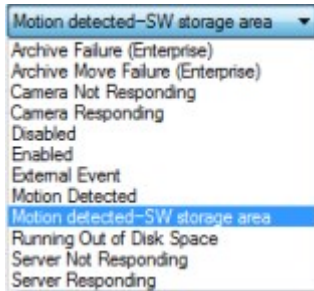 Motion detected-SW storage area
Archive Failure (Enterprise)
Archive Move Failure (Enterprise)
Camera Not Responding
Camera Responding
Disabled
Enabled
External Event
Motion Detected
Motion detected-SW storage area
Running Out of Disk Space
Server Not Responding
Server Responding